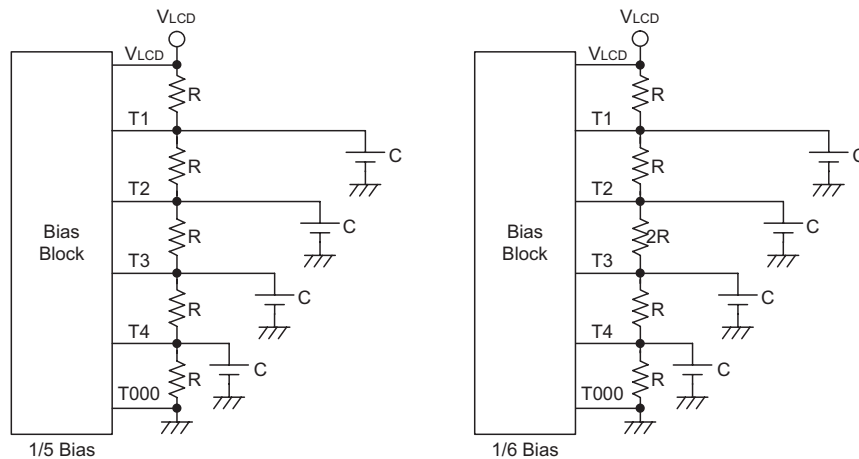 VLCD
VLCD
R
T1
C
R
T2
C
R
Bias
Block
T3
C
R
T4
C
R
T000
1/5 Bias
VLCD
VLCD
R
T1
C
R
T2
C
2R
Bias
Block
T3
C
R
T4
C
R
T000
1/6 Bias